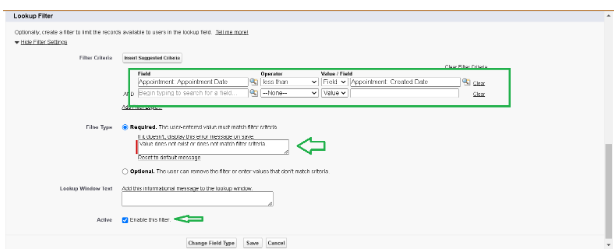 Lookup Filter
Optionally, create a filter to limit the records available to users in the lookup field. Tell me more!
▼ Hide Filter Settings
Filter Criteria Insert Suggested Criteria
Clear Filter Criteria
Field Operator Value / Field
Appointment: Appointment Date less than Field Appointment: Created Date Clear
AND Begin typing to search for a field... --None-- Value Clear
Filter Type Required. The user-entered value must match filter criteria.
If it doesn't, display this error message on save:
Value does not exist or does not match filter criteria.
Reset to default message
Optional. The user can remove the filter or enter values that don't match criteria.
Lookup Window Text Add this informational message to the lookup window.
Active Enable this filter.
Change Field Type Save Cancel